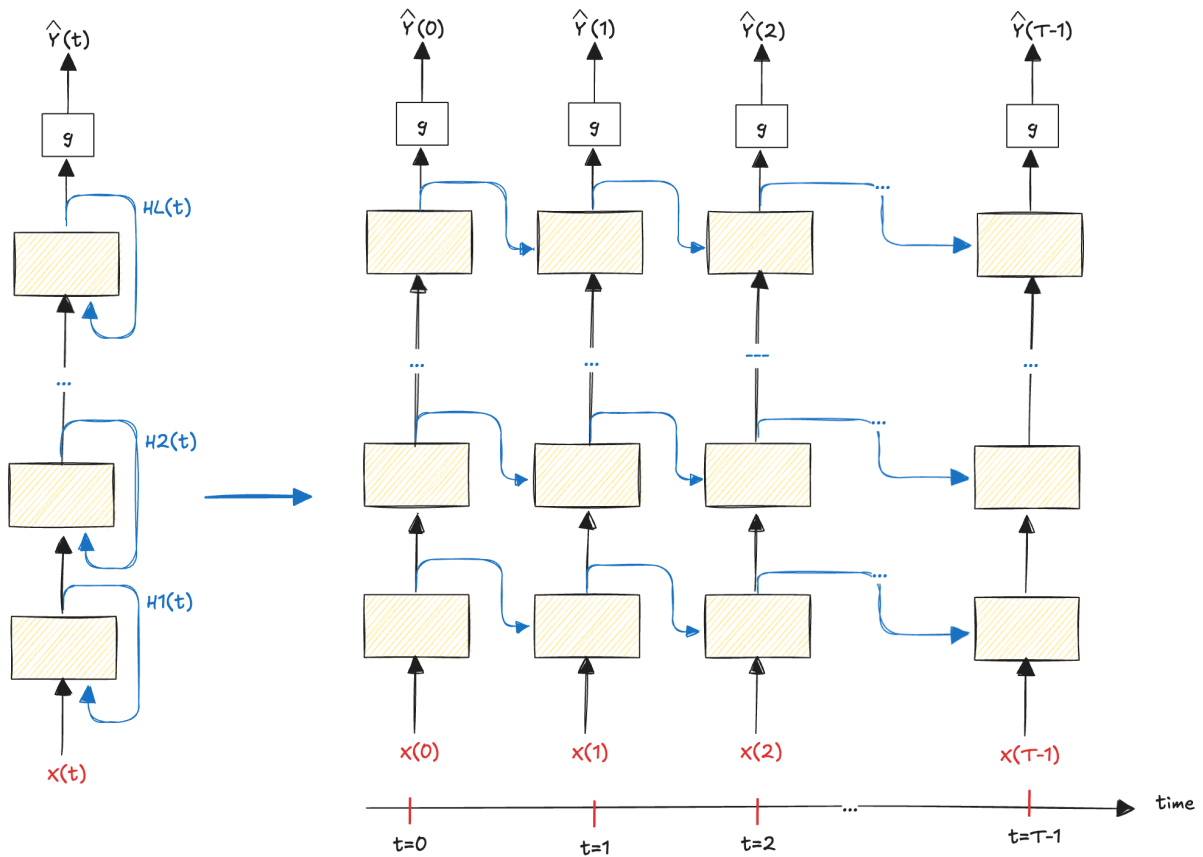 Ŷ(t)
g
HL(t)
...
H2(t)
H1(t)
x(t)
Ŷ(0) Ŷ(1) Ŷ(2) Ŷ(T-1)
g g g g
...
... ... --- ...
...
...
x(0) x(1) x(2) x(T-1)
... time
t=0 t=1 t=2 t=T-1